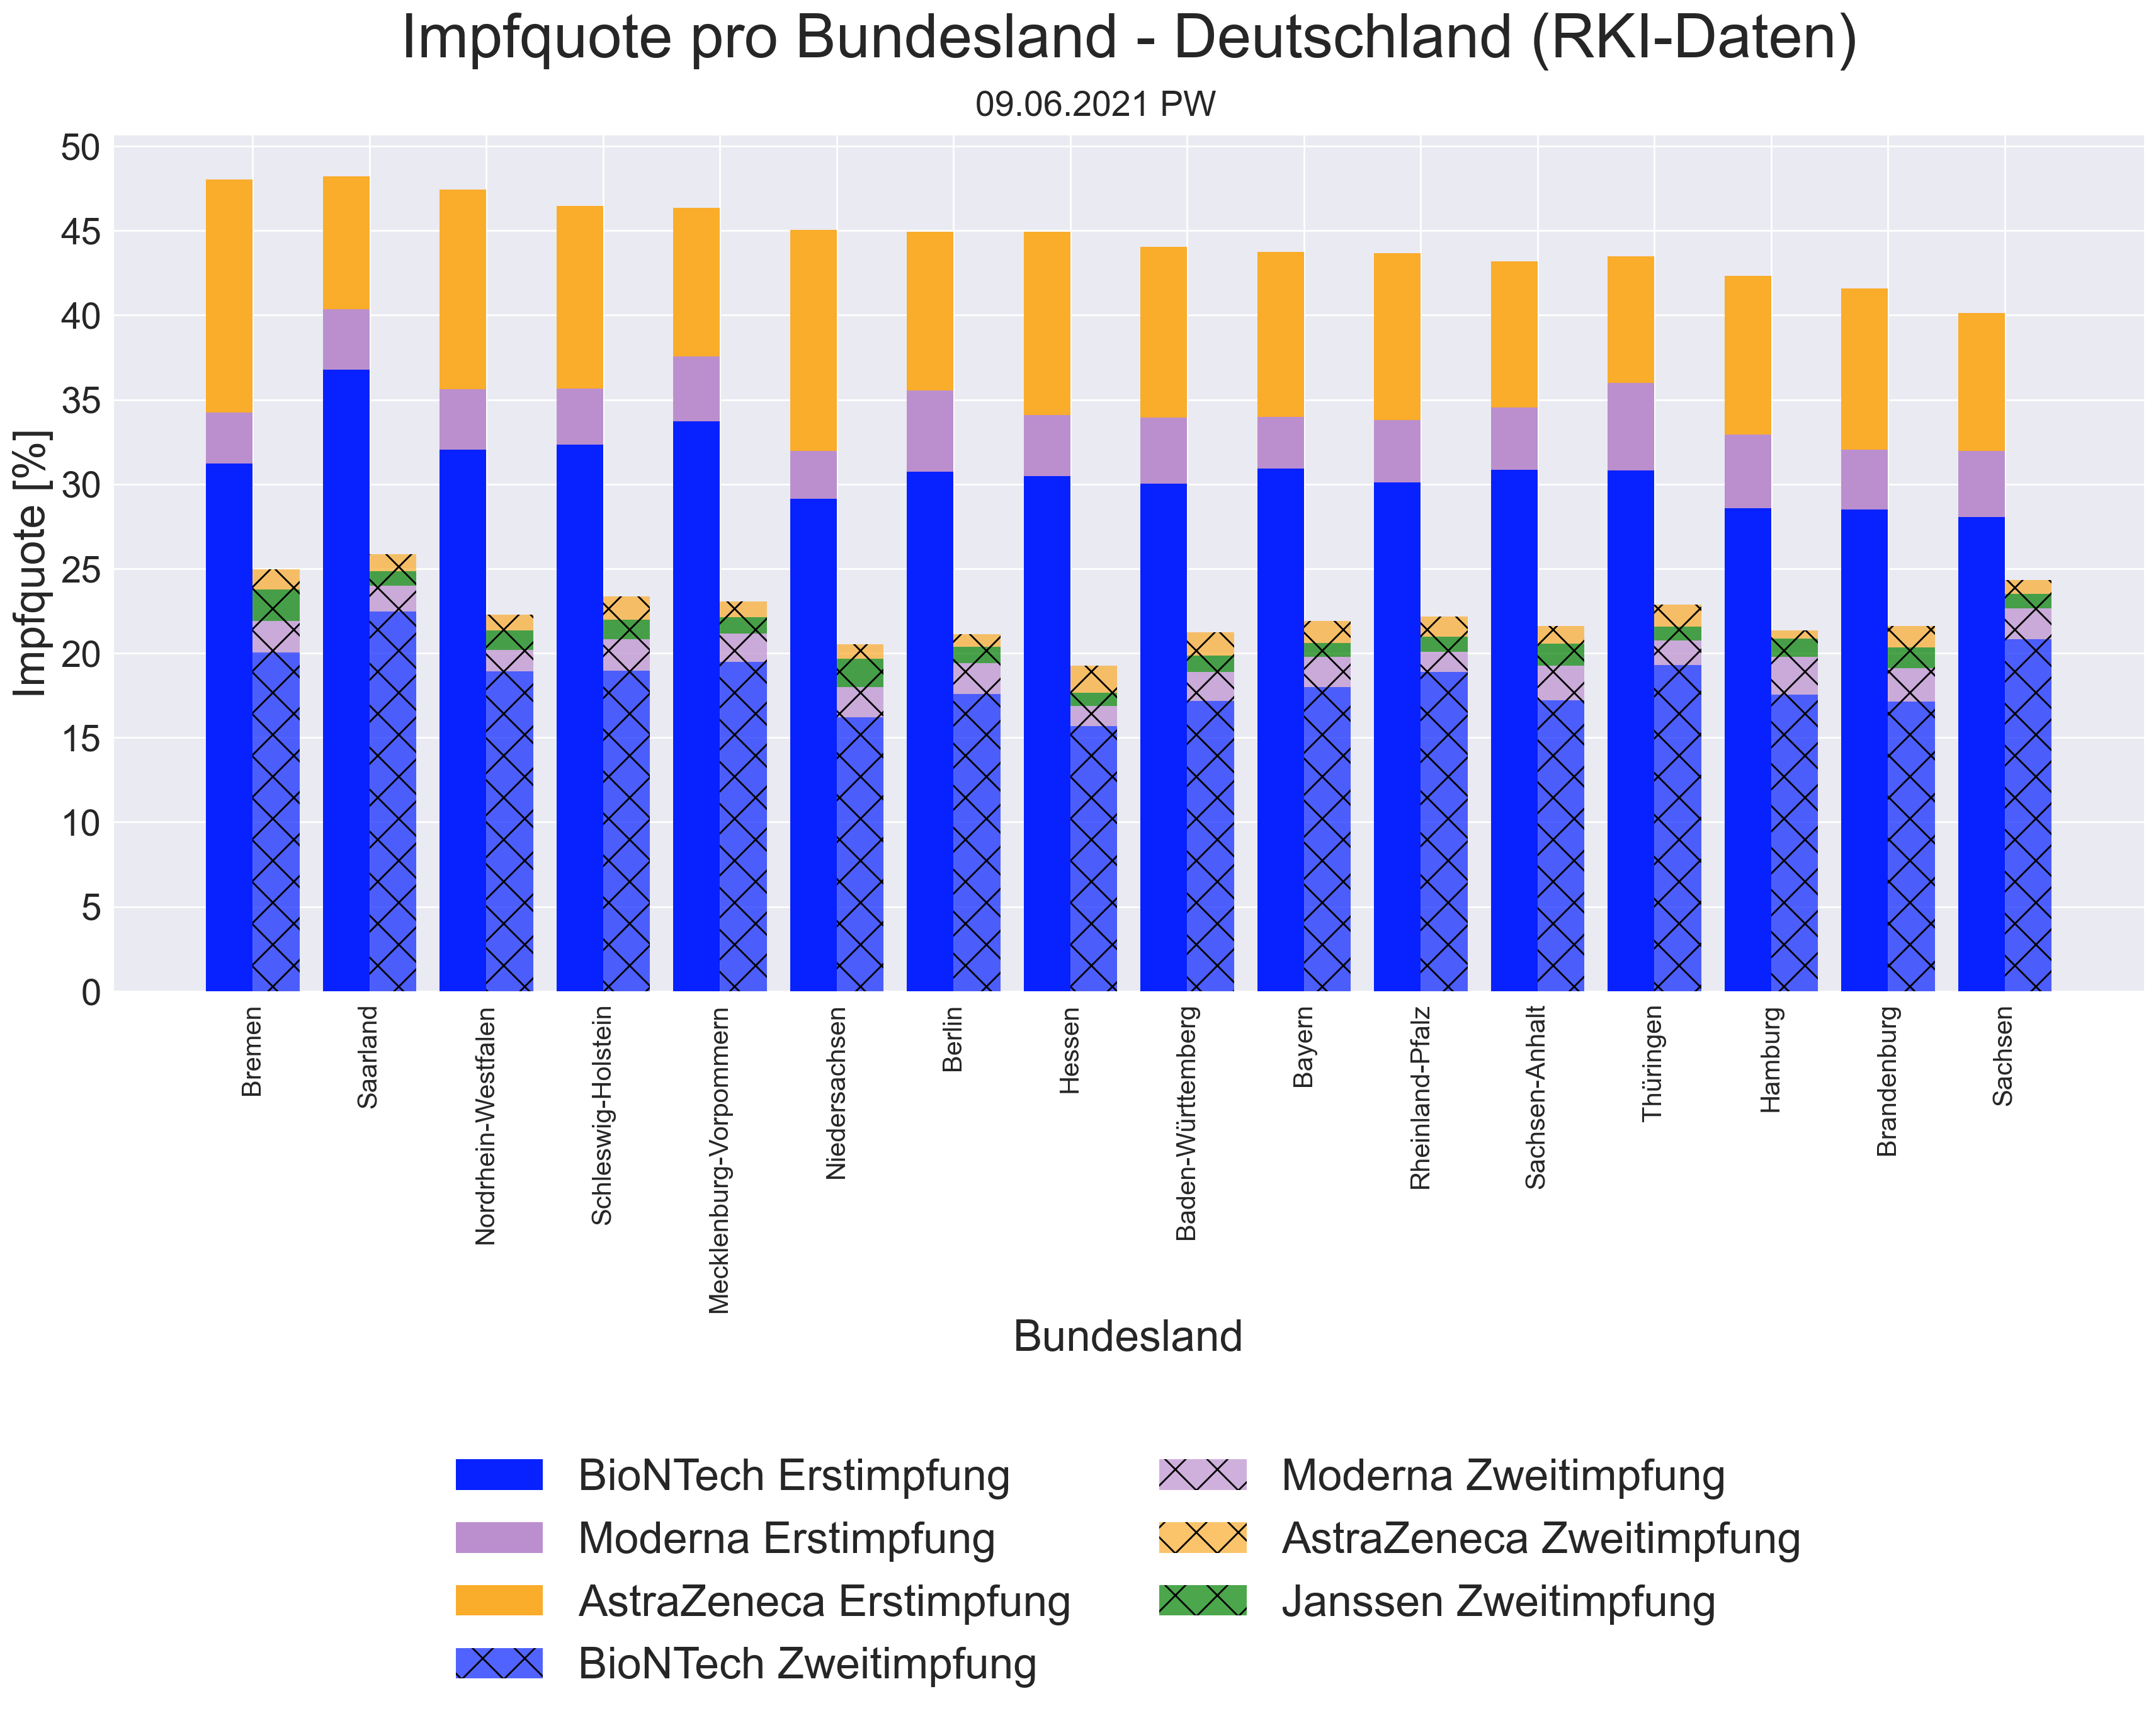 Impfquote pro Bundesland - Deutschland (RKI-Daten)
09.06.2021 PW
Impfquote [%]
50
45
40
35
30
25
20
15
10
5
0
Bremen
Saarland
Nordrhein-Westfalen
Schleswig-Holstein
Mecklenburg-Vorpommern
Niedersachsen
Berlin
Hessen
Baden-Württemberg
Bayern
Rheinland-Pfalz
Sachsen-Anhalt
Thüringen
Hamburg
Brandenburg
Sachsen
Bundesland
BioNTech Erstimpfung
Moderna Erstimpfung
AstraZeneca Erstimpfung
BioNTech Zweitimpfung
Moderna Zweitimpfung
AstraZeneca Zweitimpfung
Janssen Zweitimpfung